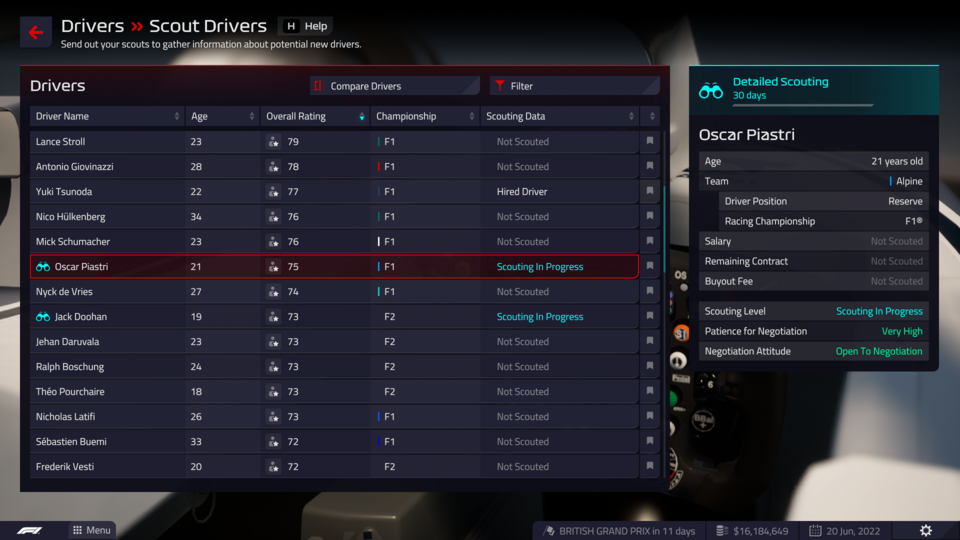 Drivers » Scout Drivers H Help
Send out your scouts to gather information about potential new drivers.
Drivers Compare Drivers Filter
Driver Name Age Overall Rating Championship Scouting Data
Lance Stroll 23 79 F1 Not Scouted
Antonio Giovinazzi 28 78 F1 Not Scouted
Yuki Tsunoda 22 77 F1 Hired Driver
Nico Hülkenberg 34 76 F1 Not Scouted
Mick Schumacher 23 76 F1 Not Scouted
Oscar Piastri 21 75 F1 Scouting In Progress
Nyck de Vries 27 74 F1 Not Scouted
Jack Doohan 19 73 F2 Scouting In Progress
Jehan Daruvala 23 73 F2 Not Scouted
Ralph Boschung 24 73 F2 Not Scouted
Théo Pourchaire 18 73 F2 Not Scouted
Nicholas Latifi 26 73 F1 Not Scouted
Sébastien Buemi 33 72 F1 Not Scouted
Frederik Vesti 20 72 F2 Not Scouted
Detailed Scouting
30 days
Oscar Piastri
Age 21 years old
Team Alpine
Driver Position Reserve
Racing Championship F1®
Salary Not Scouted
Remaining Contract Not Scouted
Buyout Fee Not Scouted
Scouting Level Scouting In Progress
Patience for Negotiation Very High
Negotiation Attitude Open To Negotiation
OS
S1
6
BBal
F1
Menu
BRITISH GRAND PRIX in 11 days
$16,184,649
20 Jun, 2022